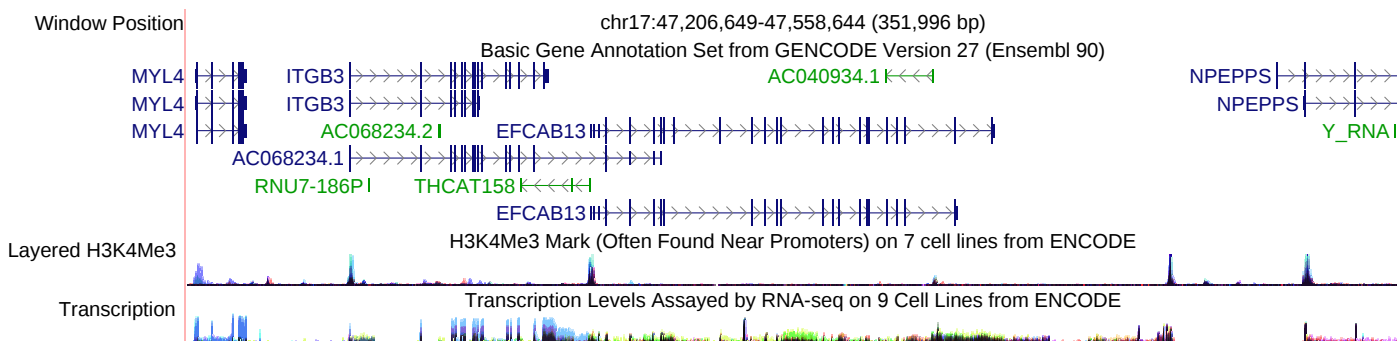 Window Position chr17:47,206,649-47,558,644 (351,996 bp)
Basic Gene Annotation Set from GENCODE Version 27 (Ensembl 90)
MYL4 ITGB3 AC040934.1 NPEPPS
MYL4 ITGB3 NPEPPS
MYL4 AC068234.2 EFCAB13 Y_RNA
AC068234.1
RNU7-186P THCAT158
EFCAB13
H3K4Me3 Mark (Often Found Near Promoters) on 7 cell lines from ENCODE
Layered H3K4Me3
Transcription Levels Assayed by RNA-seq on 9 Cell Lines from ENCODE
Transcription